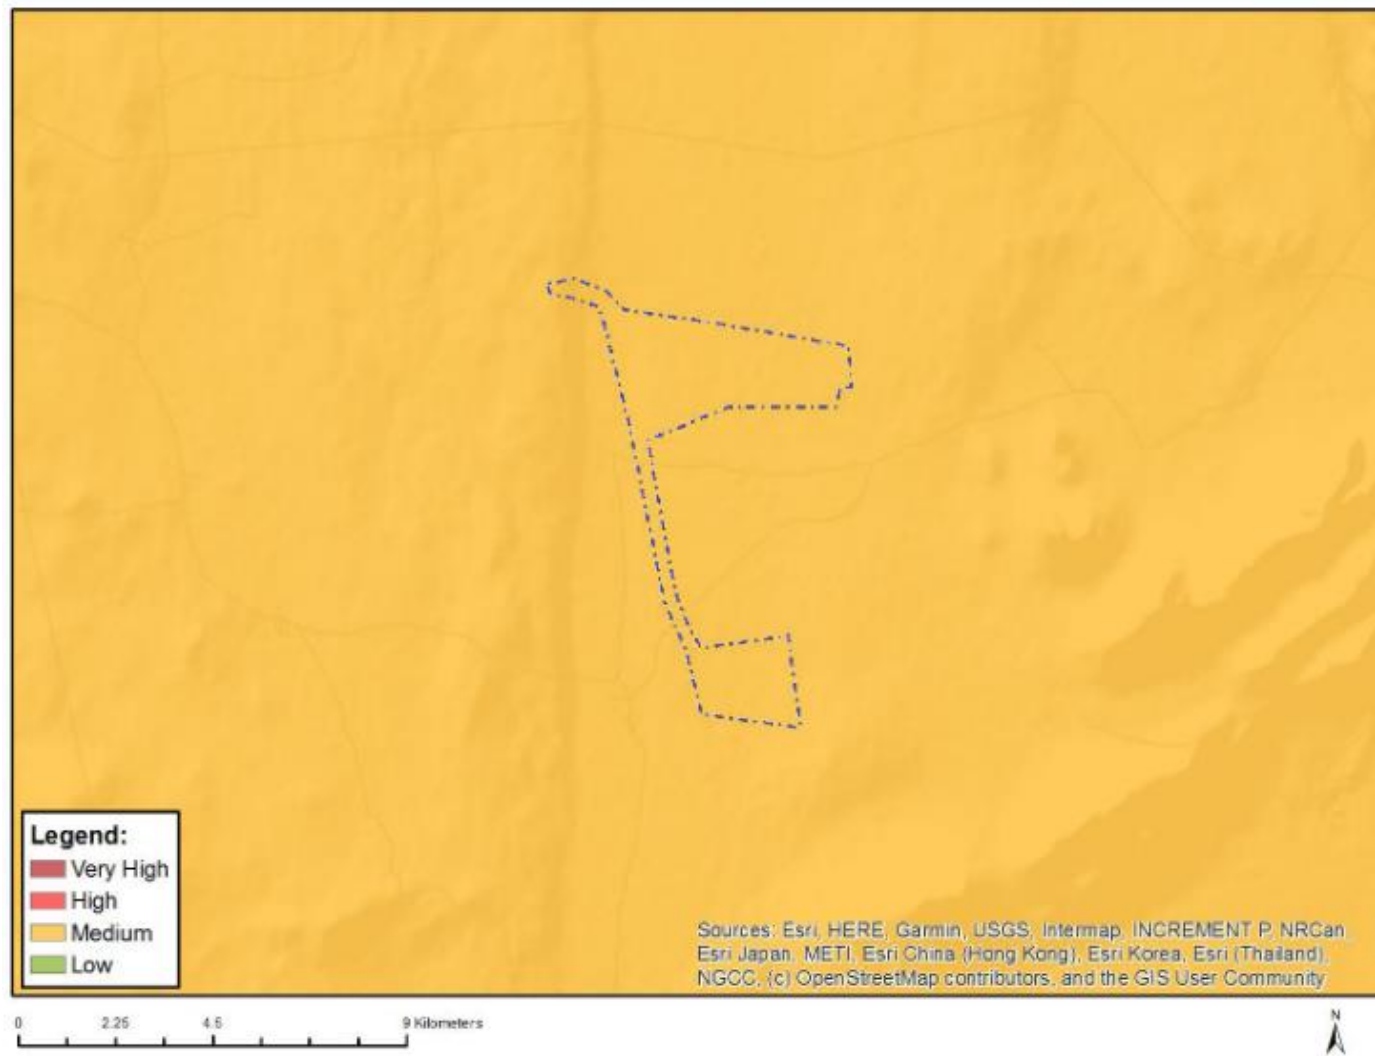 Legend:
Very High
High
Medium
Low
Sources: Esri, HERE, Garmin, USGS, Intermap, INCREMENT P, NRCan,
Esri Japan, METI, Esri China (Hong Kong), Esri Korea, Esri (Thailand),
NGCC, (c) OpenStreetMap contributors, and the GIS User Community
0 2.25 4.5 9 Kilometers
N